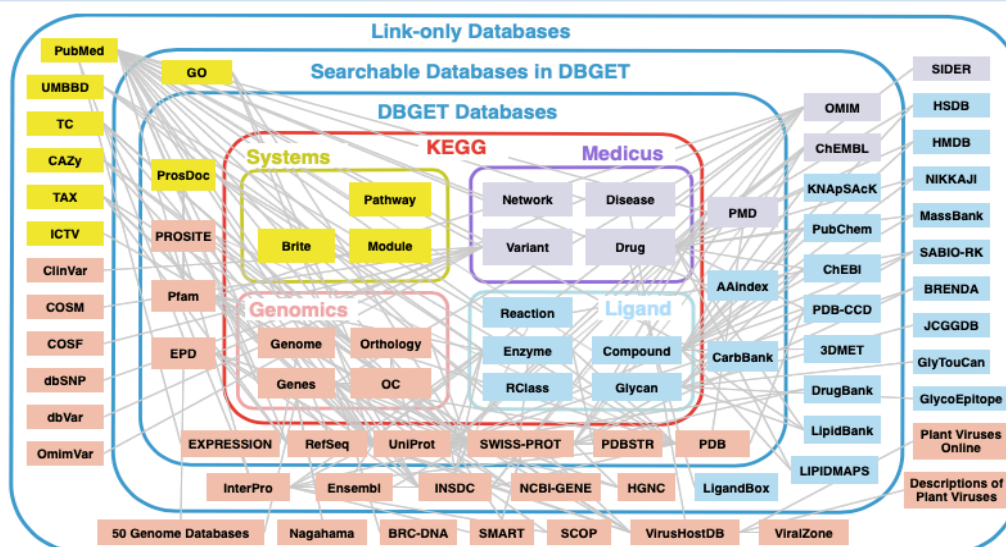 Link-only Databases
PubMed
GO
Searchable Databases in DBGET
SIDER
UMBBD
DBGET Databases
OMIM
HSDB
TC
KEGG
ChEMBL
HMDB
CAZy
ProsDoc
Systems
Medicus
KNApSAcK
NIKKAJI
TAX
Pathway
Network
Disease
PMD
PubChem
MassBank
ICTV
PROSITE
Brite
Module
Variant
Drug
SABIO-RK
ClinVar
ChEBI
BRENDA
COSM
Pfam
Genomics
Reaction
Ligand
AAindex
PDB-CCD
JCGGDB
COSF
EPD
Genome
Orthology
Enzyme
Compound
CarbBank
3DMET
GlyTouCan
dbSNP
Genes
OC
RClass
Glycan
DrugBank
GlycoEpitope
dbVar
LipidBank
OmimVar
EXPRESSION
RefSeq
UniProt
SWISS-PROT
PDBSTR
PDB
Plant Viruses
Online
LIPIDMAPS
InterPro
Ensembl
INSDC
NCBI-GENE
HGNC
LigandBox
Descriptions of
Plant Viruses
50 Genome Databases
Nagahama
BRC-DNA
SMART
SCOP
VirusHostDB
ViralZone